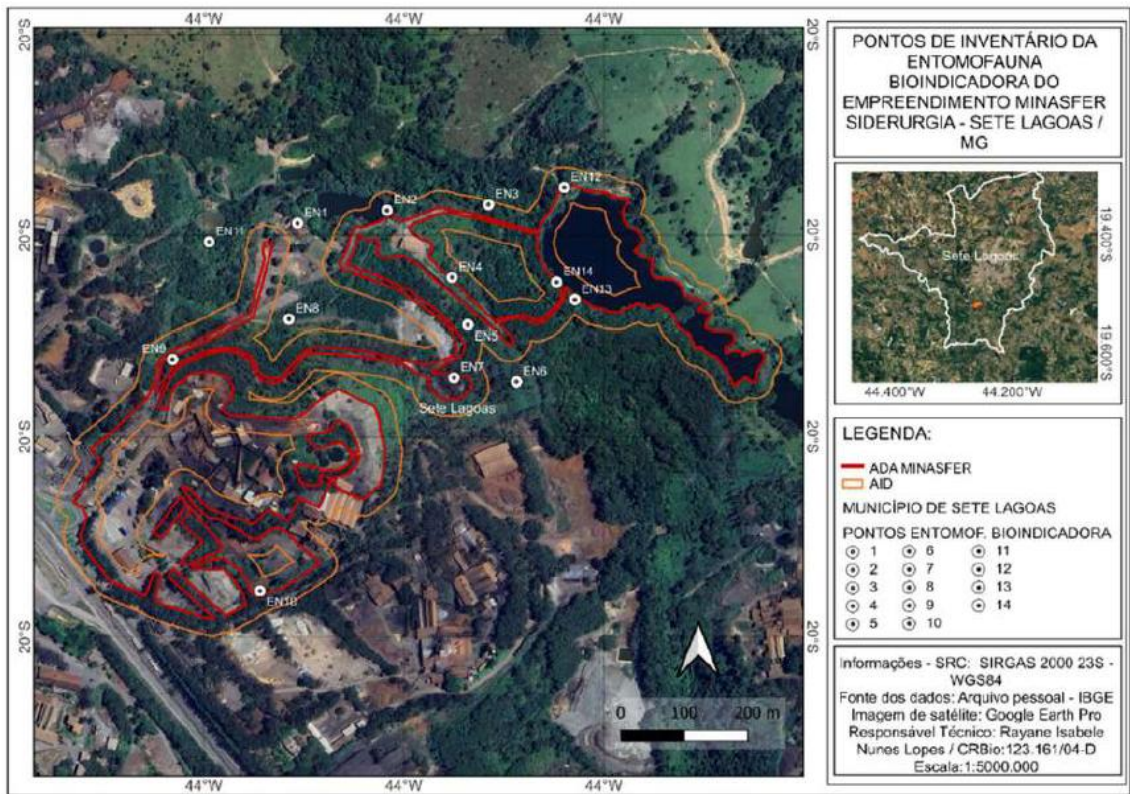 44°W 44°W 44°W
20°S 20°S
EN12
EN2 EN3
EN1
EN11
20°S 20°S
EN4
EN14
EN13
EN8
EN5
EN9
EN7 EN6
Sete Lagoas
20°S 20°S
EN10
20°S 20°S
0 100 200 m
44°W 44°W 44°W
PONTOS DE INVENTÁRIO DA
ENTOMOFAUNA
BIOINDICADORA DO
EMPREENDIMENTO MINASFER
SIDERURGIA - SETE LAGOAS /
MG
Sete Lagoas
19.400°S
19.600°S
44.400°W 44.200°W
LEGENDA:
ADA MINASFER
AID
MUNICÍPIO DE SETE LAGOAS
PONTOS ENTOMOF. BIOINDICADORA
1 6 11
2 7 12
3 8 13
4 9 14
5 10
Informações - SRC: SIRGAS 2000 23S -
WGS84
Fonte dos dados: Arquivo pessoal - IBGE
Imagem de satélite: Google Earth Pro
Responsável Técnico: Rayane Isabele
Nunes Lopes / CRBio:123.161/04-D
Escala:1:5000.000